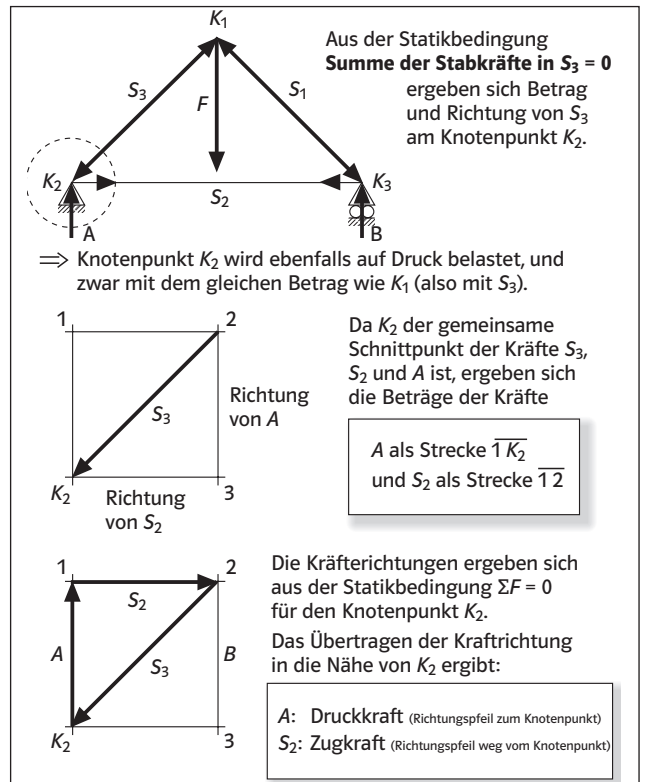 K1
Aus der Statikbedingung
Summe der Stabkräfte in S3 = 0
ergeben sich Betrag
und Richtung von S3
am Knotenpunkt K2.
S3
F
S1
K2
S2
K3
A
B
⇒ Knotenpunkt K2 wird ebenfalls auf Druck belastet, und
zwar mit dem gleichen Betrag wie K1 (also mit S3).
1
2
S3
Richtung
von A
K2
Richtung
von S2
3
Da K2 der gemeinsame
Schnittpunkt der Kräfte S3,
S2 und A ist, ergeben sich
die Beträge der Kräfte
A als Strecke 1̅ ̅K̅2̅
und S2 als Strecke 1̅ ̅2̅
1
2
S2
A
S3
B
K2
3
Die Kräfterichtungen ergeben sich
aus der Statikbedingung ΣF = 0
für den Knotenpunkt K2.
Das Übertragen der Kraftrichtung
in die Nähe von K2 ergibt:
A: Druckkraft (Richtungspfeil zum Knotenpunkt)
S2: Zugkraft (Richtungspfeil weg vom Knotenpunkt)